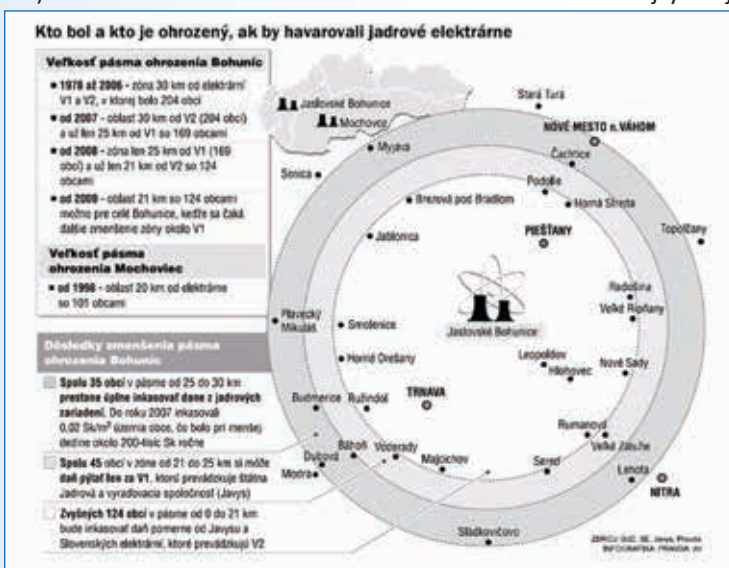 Kto bol a kto je ohrozený, ak by havarovali jadrové elektrárne
Veľkosť pásma ohrozenia Bohuníc
1978 až 2006 - zóna 30 km od elektrární
V1 a V2, v ktorej bolo 204 obcí
od 2007 - oblasť 30 km od V2 (204 obcí)
a už len 25 km od V1 so 169 obcami
od 2008 - zóna len 25 km od V1 (169
obcí) a už len 21 km od V2 so 124
obcami
od 2009 - oblasť 21 km so 124 obcami
možno pre celé Bohunice, keďže sa čaká
ďalšie zmenšenie zóny okolo V1
Veľkosť pásma
ohrozenia Mochoviec
od 1998 - oblasť 20 km od elektrárne
so 101 obcami
Dôsledky zmenšenia pásma
ohrozenia Bohuníc
Spolu 35 obcí v pásme od 25 do 30 km
prestane úplne inkasovať dane z jadrových
zariadení. Do roku 2007 inkasovali
0,02 Sk/m² územia obce, čo bolo pri menšej
dedine okolo 200-tisíc Sk ročne
Spolu 45 obcí v zóne od 21 do 25 km si môže
daň pýtať len za V1, ktorú prevádzkuje štátna
Jadrová a vyraďovacia spoločnosť (Javys)
Zvyšných 124 obcí v pásme od 0 do 21 km
bude inkasovať daň pomerne od Javysu a
Slovenských elektrární, ktoré prevádzkujú V2
Jaslovské Bohunice
Mochovce
Stará Turá
NOVÉ MESTO n. VÁHOM
Myjava
Čachtice
Senica
Podolie
Brezová pod Bradlom
Horná Streda
Topoľčany
Jablonica
PIEŠŤANY
Radošina
Veľké Ripňany
Plavecký
Mikuláš
Smolenice
Jaslovské Bohunice
Horné Orešany
Leopoldov
Hlohovec
Nové Sady
TRNAVA
Budmerice
Ružindol
Rumanová
Veľké Zálužie
Báhoň
Voderady
Dubová
Majcichov
Sereď
Modra
Lehota
NITRA
Sládkovičovo
INFOGRAFIKA PRAVDA